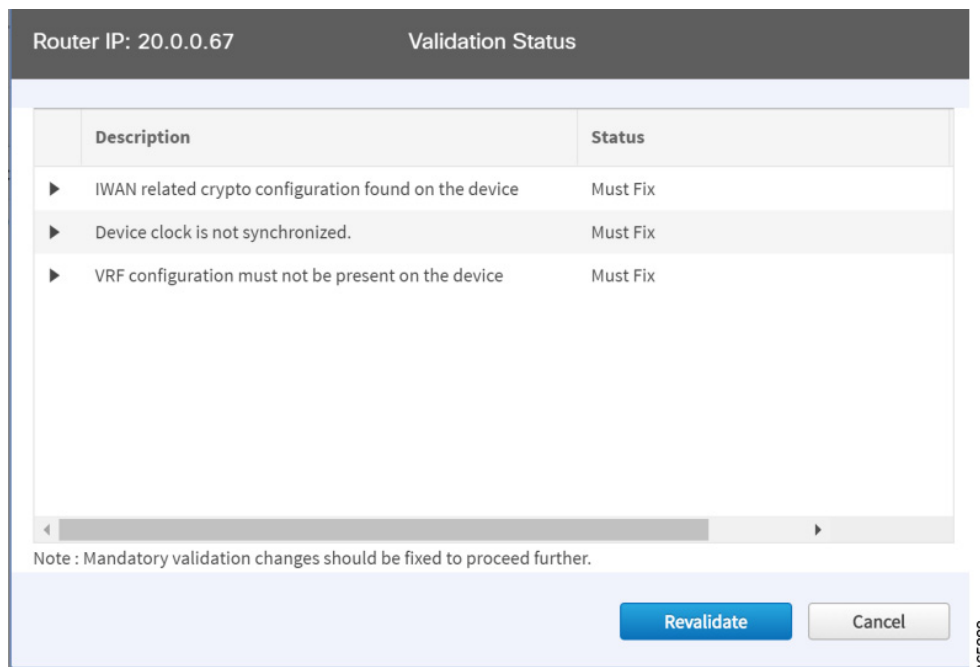 Router IP: 20.0.0.67 Validation Status
Description Status
IWAN related crypto configuration found on the device Must Fix
Device clock is not synchronized. Must Fix
VRF configuration must not be present on the device Must Fix
Note : Mandatory validation changes should be fixed to proceed further.
Revalidate Cancel